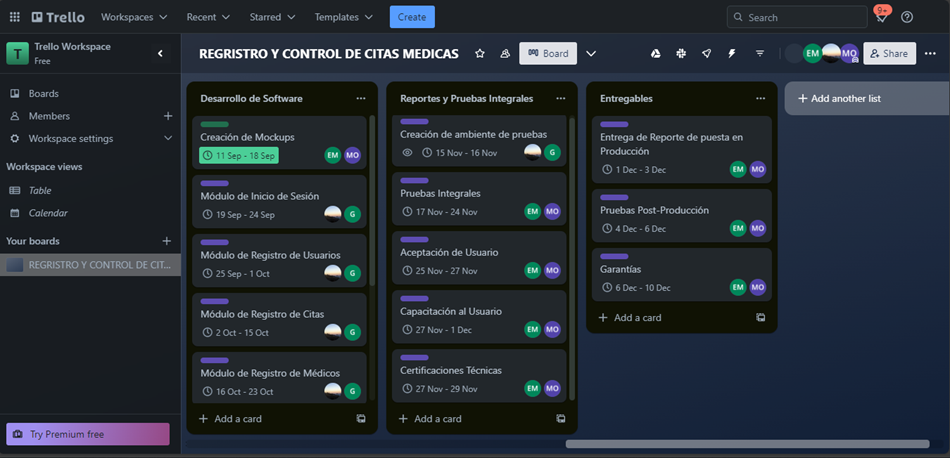 Trello
Workspaces
Recent
Starred
Templates
Create
Search
9+
T
Trello Workspace
Free
Boards
Members
Workspace settings
Workspace views
Table
Calendar
Your boards
REGRISTRO Y CONTROL DE CIT...
Try Premium free
REGRISTRO Y CONTROL DE CITAS MEDICAS
Board
EM
MO
Share
Desarrollo de Software
Creación de Mockups
11 Sep - 18 Sep
EM
MO
Módulo de Inicio de Sesión
19 Sep - 24 Sep
G
Módulo de Registro de Usuarios
25 Sep - 1 Oct
G
Módulo de Registro de Citas
2 Oct - 15 Oct
G
Módulo de Registro de Médicos
16 Oct - 23 Oct
G
Add a card
Reportes y Pruebas Integrales
Creación de ambiente de pruebas
15 Nov - 16 Nov
G
Pruebas Integrales
17 Nov - 24 Nov
EM
MO
Aceptación de Usuario
25 Nov - 27 Nov
EM
MO
Capacitación al Usuario
27 Nov - 1 Dec
EM
MO
Certificaciones Técnicas
27 Nov - 29 Nov
EM
MO
Add a card
Entregables
Entrega de Reporte de puesta en
Producción
1 Dec - 3 Dec
EM
MO
Pruebas Post-Producción
4 Dec - 6 Dec
EM
MO
Garantías
6 Dec - 10 Dec
EM
MO
Add a card
Add another list